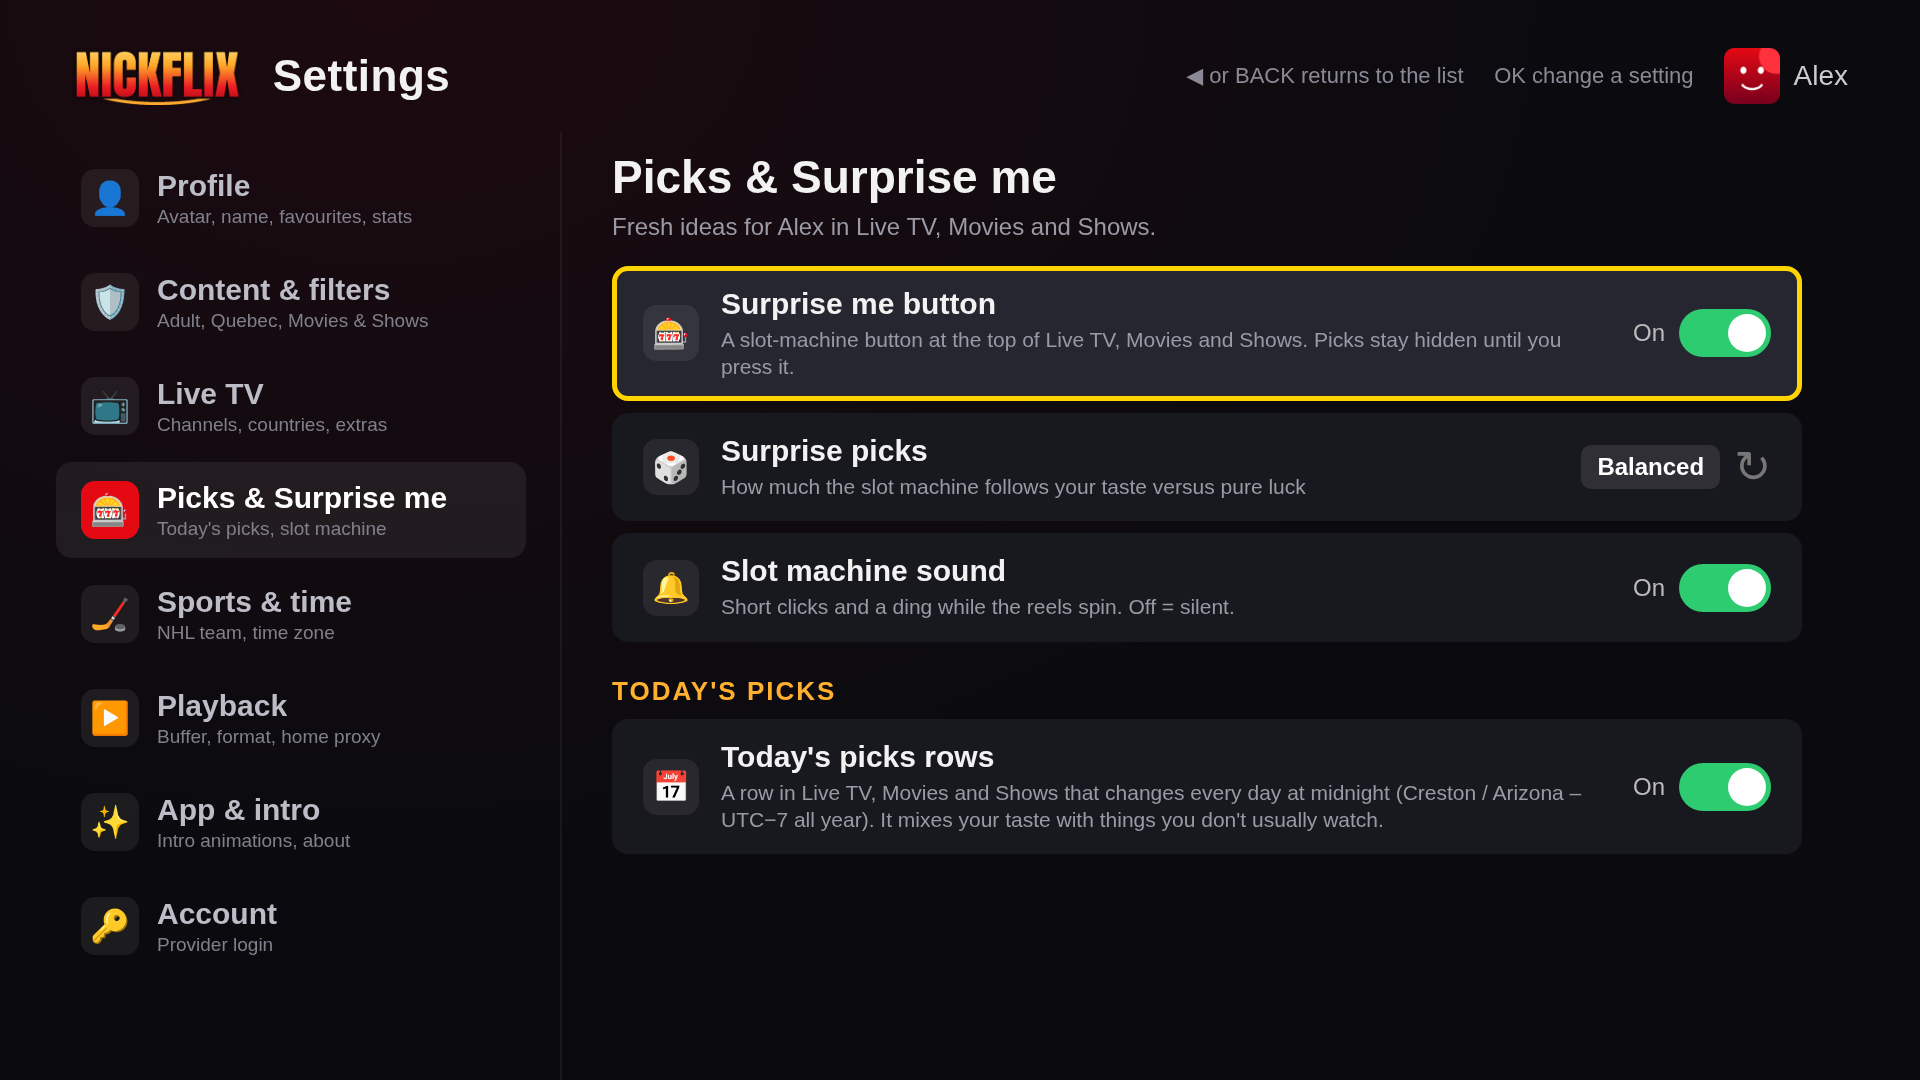 NICKFLIX
Settings
◀ or BACK returns to the list
OK change a setting
Alex
Profile
Avatar, name, favourites, stats
Content & filters
Adult, Quebec, Movies & Shows
Live TV
Channels, countries, extras
Picks & Surprise me
Today's picks, slot machine
Sports & time
NHL team, time zone
Playback
Buffer, format, home proxy
App & intro
Intro animations, about
Account
Provider login
Picks & Surprise me
Fresh ideas for Alex in Live TV, Movies and Shows.
Surprise me button
A slot-machine button at the top of Live TV, Movies and Shows. Picks stay hidden until you
press it.
On
Surprise picks
How much the slot machine follows your taste versus pure luck
Balanced
Slot machine sound
Short clicks and a ding while the reels spin. Off = silent.
On
TODAY'S PICKS
July
17
Today's picks rows
A row in Live TV, Movies and Shows that changes every day at midnight (Creston / Arizona –
UTC−7 all year). It mixes your taste with things you don't usually watch.
On